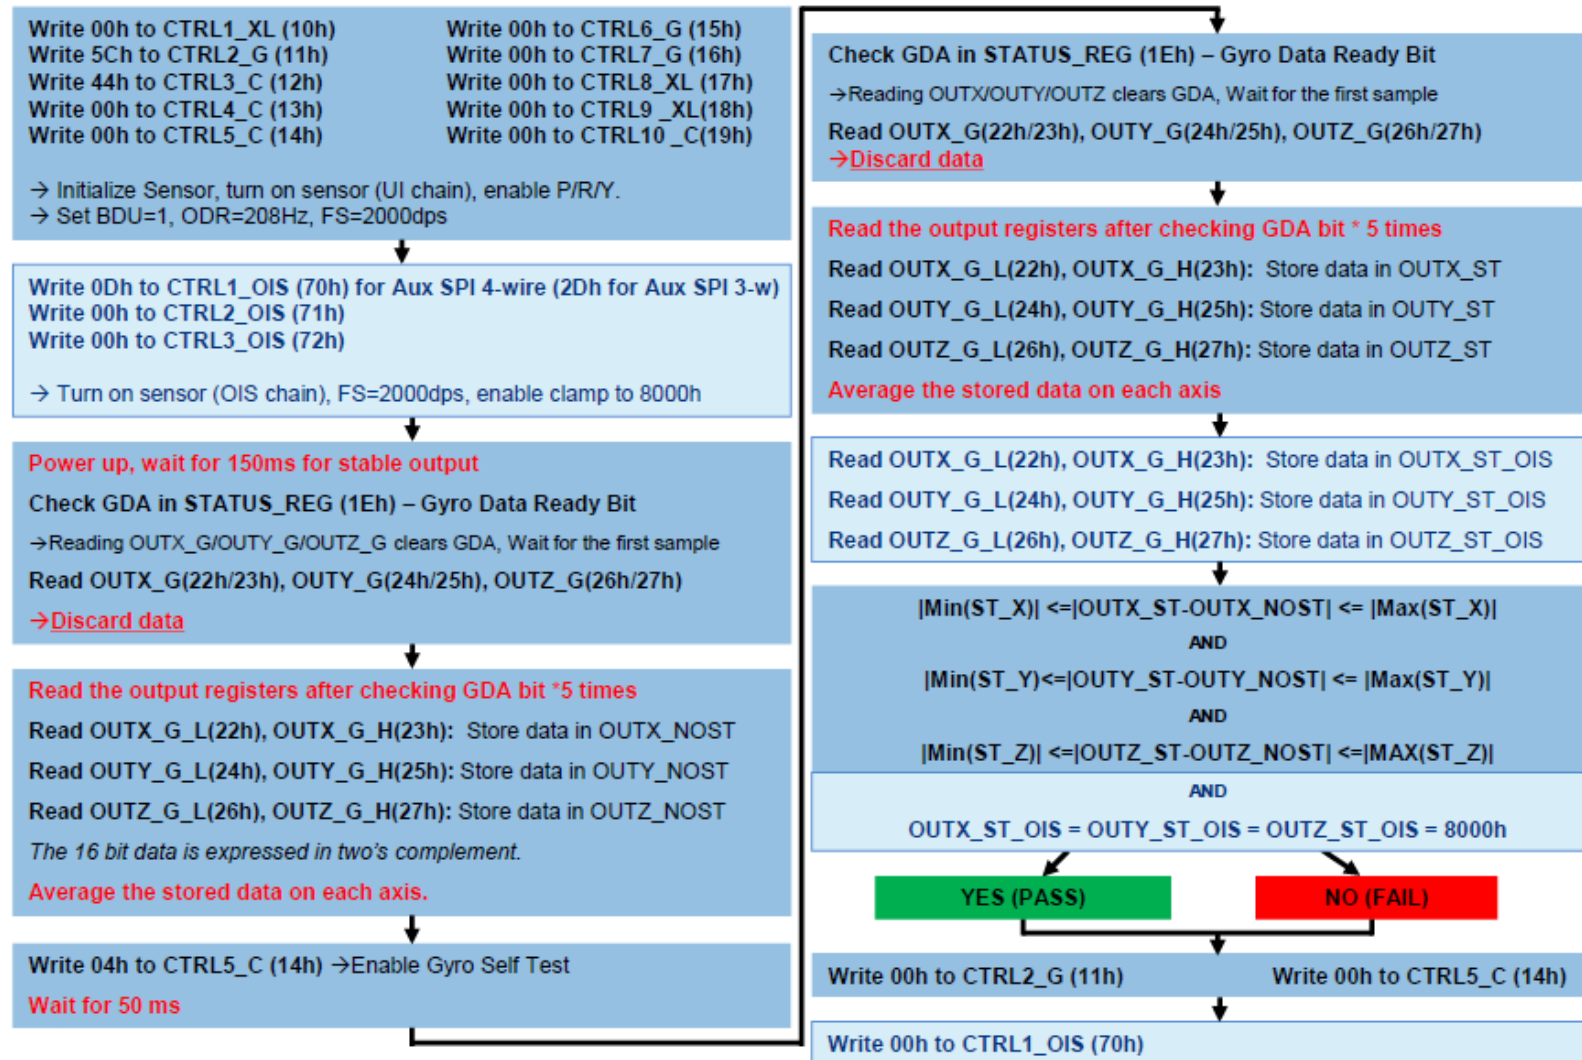 Write 00h to CTRL1_XL (10h)
Write 5Ch to CTRL2_G (11h)
Write 44h to CTRL3_C (12h)
Write 00h to CTRL4_C (13h)
Write 00h to CTRL5_C (14h)
Write 00h to CTRL6_G (15h)
Write 00h to CTRL7_G (16h)
Write 00h to CTRL8_XL (17h)
Write 00h to CTRL9 _XL(18h)
Write 00h to CTRL10 _C(19h)
→ Initialize Sensor, turn on sensor (UI chain), enable P/R/Y.
→ Set BDU=1, ODR=208Hz, FS=2000dps
Write 0Dh to CTRL1_OIS (70h) for Aux SPI 4-wire (2Dh for Aux SPI 3-w)
Write 00h to CTRL2_OIS (71h)
Write 00h to CTRL3_OIS (72h)
→ Turn on sensor (OIS chain), FS=2000dps, enable clamp to 8000h
Power up, wait for 150ms for stable output
Check GDA in STATUS_REG (1Eh) – Gyro Data Ready Bit
→Reading OUTX_G/OUTY_G/OUTZ_G clears GDA, Wait for the first sample
Read OUTX_G(22h/23h), OUTY_G(24h/25h), OUTZ_G(26h/27h)
→Discard data
Read the output registers after checking GDA bit *5 times
Read OUTX_G_L(22h), OUTX_G_H(23h): Store data in OUTX_NOST
Read OUTY_G_L(24h), OUTY_G_H(25h): Store data in OUTY_NOST
Read OUTZ_G_L(26h), OUTZ_G_H(27h): Store data in OUTZ_NOST
The 16 bit data is expressed in two's complement.
Average the stored data on each axis.
Write 04h to CTRL5_C (14h) →Enable Gyro Self Test
Wait for 50 ms
Check GDA in STATUS_REG (1Eh) – Gyro Data Ready Bit
→Reading OUTX/OUTY/OUTZ clears GDA, Wait for the first sample
Read OUTX_G(22h/23h), OUTY_G(24h/25h), OUTZ_G(26h/27h)
→Discard data
Read the output registers after checking GDA bit * 5 times
Read OUTX_G_L(22h), OUTX_G_H(23h): Store data in OUTX_ST
Read OUTY_G_L(24h), OUTY_G_H(25h): Store data in OUTY_ST
Read OUTZ_G_L(26h), OUTZ_G_H(27h): Store data in OUTZ_ST
Average the stored data on each axis
Read OUTX_G_L(22h), OUTX_G_H(23h): Store data in OUTX_ST_OIS
Read OUTY_G_L(24h), OUTY_G_H(25h): Store data in OUTY_ST_OIS
Read OUTZ_G_L(26h), OUTZ_G_H(27h): Store data in OUTZ_ST_OIS
|Min(ST_X)| <=|OUTX_ST-OUTX_NOST| <= |Max(ST_X)|
AND
|Min(ST_Y)<=|OUTY_ST-OUTY_NOST| <= |Max(ST_Y)|
AND
|Min(ST_Z)| <=|OUTZ_ST-OUTZ_NOST| <=|MAX(ST_Z)|
AND
OUTX_ST_OIS = OUTY_ST_OIS = OUTZ_ST_OIS = 8000h
YES (PASS)
NO (FAIL)
Write 00h to CTRL2_G (11h)
Write 00h to CTRL5_C (14h)
Write 00h to CTRL1_OIS (70h)